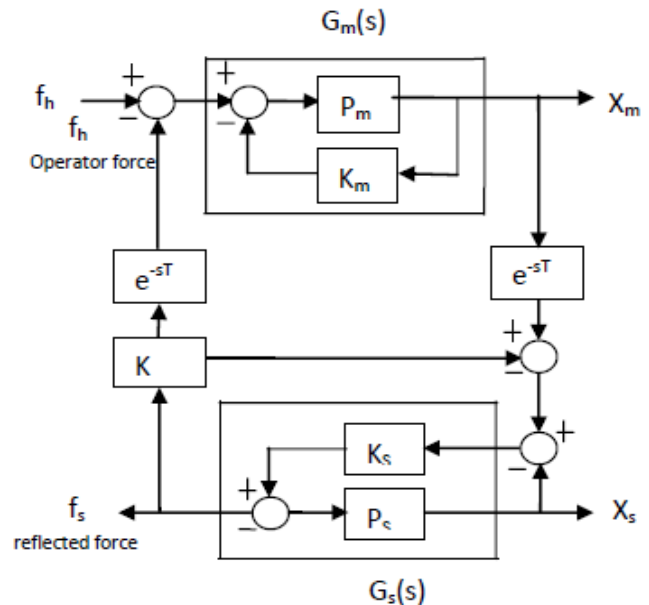 Gm(s)
+
+
fh
−
−
Pm
Xm
fh
Operator force
Km
e-sT
e-sT
+
K
−
+
Ks
−
+
fs
−
Ps
Xs
reflected force
Gs(s)